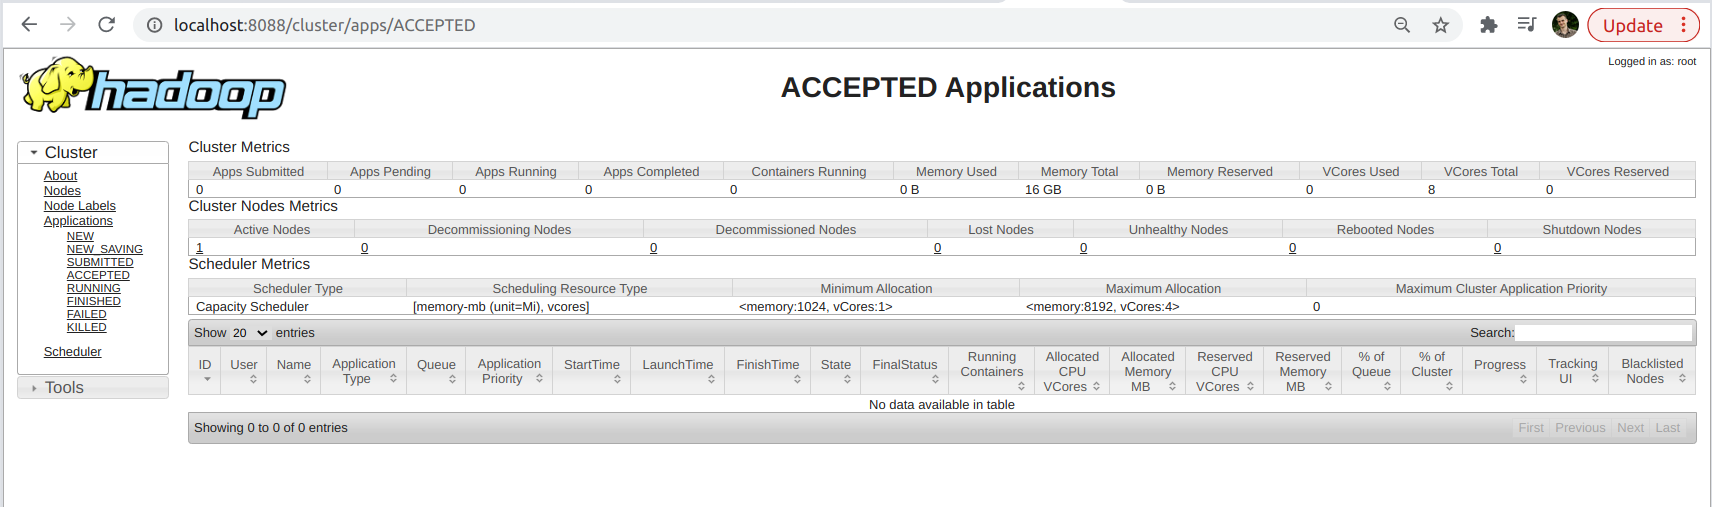 localhost:8088/cluster/apps/ACCEPTED
Update
hadoop
ACCEPTED Applications
Logged in as: root
Cluster
About
Nodes
Node Labels
Applications
NEW
NEW_SAVING
SUBMITTED
ACCEPTED
RUNNING
FINISHED
FAILED
KILLED
Scheduler
Tools
Cluster Metrics
Apps Submitted Apps Pending Apps Running Apps Completed Containers Running Memory Used Memory Total Memory Reserved VCores Used VCores Total VCores Reserved
0 0 0 0 0 0 B 16 GB 0 B 0 8 0
Cluster Nodes Metrics
Active Nodes Decommissioning Nodes Decommissioned Nodes Lost Nodes Unhealthy Nodes Rebooted Nodes Shutdown Nodes
1 0 0 0 0 0 0
Scheduler Metrics
Scheduler Type Scheduling Resource Type Minimum Allocation Maximum Allocation Maximum Cluster Application Priority
Capacity Scheduler [memory-mb (unit=Mi), vcores] <memory:1024, vCores:1> <memory:8192, vCores:4> 0
Show 20 entries Search:
ID User Name Application Type Queue Application Priority StartTime LaunchTime FinishTime State FinalStatus Running Containers Allocated CPU VCores Allocated Memory MB Reserved CPU VCores Reserved Memory MB % of Queue % of Cluster Progress Tracking UI Blacklisted Nodes
No data available in table
Showing 0 to 0 of 0 entries First Previous Next Last